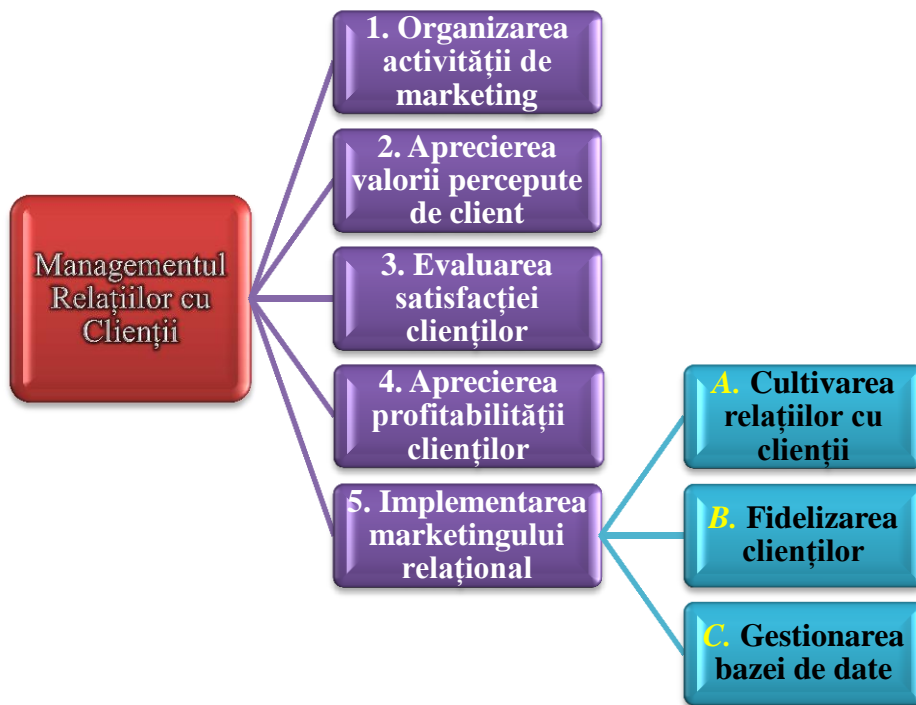 Managementul
Relațiilor cu
Clienții
1. Organizarea
activității de
marketing
2. Aprecierea
valorii percepute
de client
3. Evaluarea
satisfacției
clienților
4. Aprecierea
profitabilității
clienților
5. Implementarea
marketingului
relațional
A. Cultivarea
relațiilor cu
clienții
B. Fidelizarea
clienților
C. Gestionarea
bazei de date